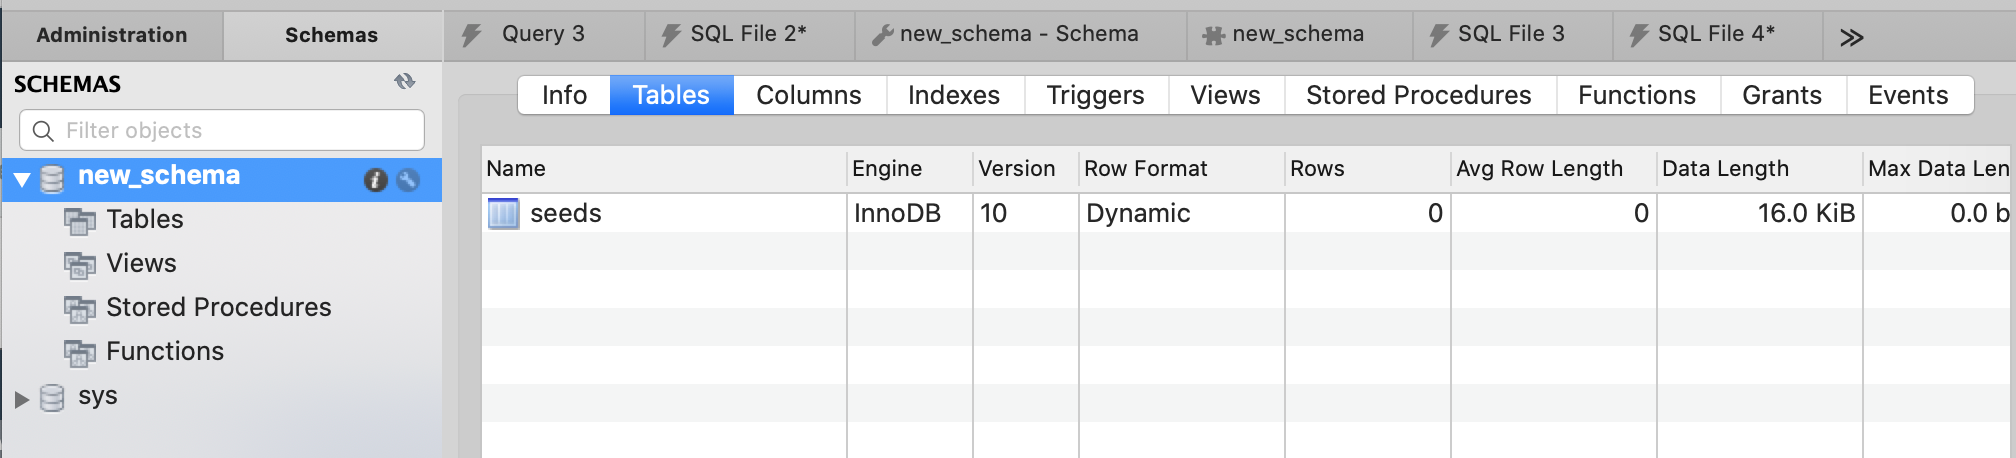 Administration Schemas Query 3 SQL File 2* new_schema - Schema new_schema SQL File 3 SQL File 4*
SCHEMAS
Filter objects
new_schema
Tables
Views
Stored Procedures
Functions
sys
Info Tables Columns Indexes Triggers Views Stored Procedures Functions Grants Events
Name Engine Version Row Format Rows Avg Row Length Data Length Max Data Len
seeds InnoDB 10 Dynamic 0 0 16.0 KiB 0.0 b